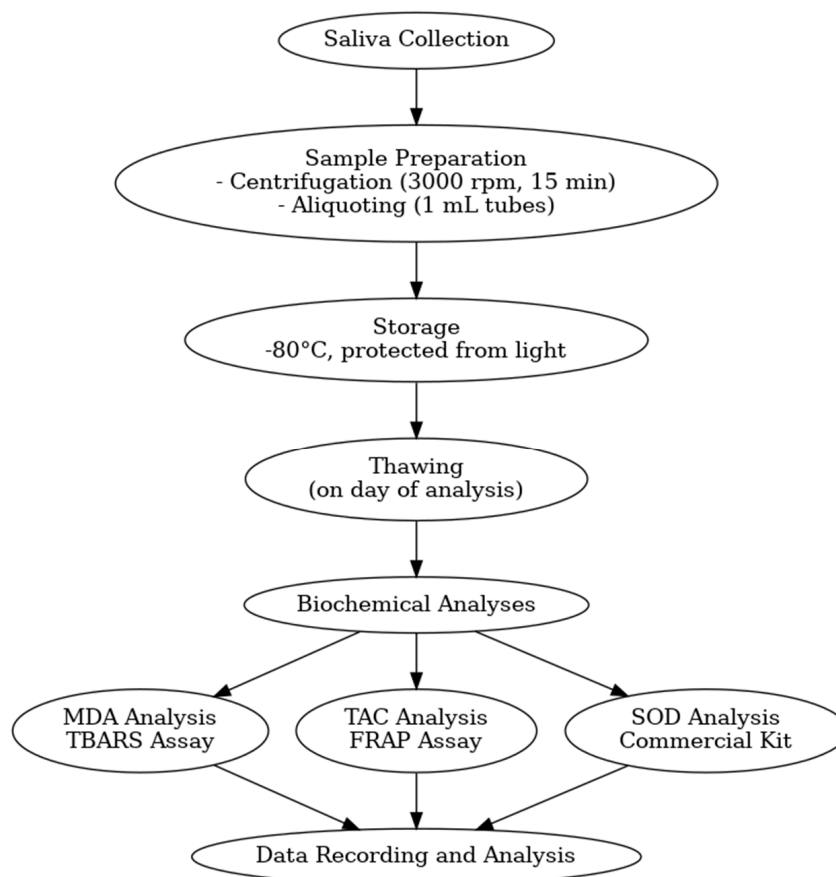 Saliva Collection
Sample Preparation
- Centrifugation (3000 rpm, 15 min)
- Aliquoting (1 mL tubes)
Storage
-80°C, protected from light
Thawing
(on day of analysis)
Biochemical Analyses
MDA Analysis
TBARS Assay
TAC Analysis
FRAP Assay
SOD Analysis
Commercial Kit
Data Recording and Analysis